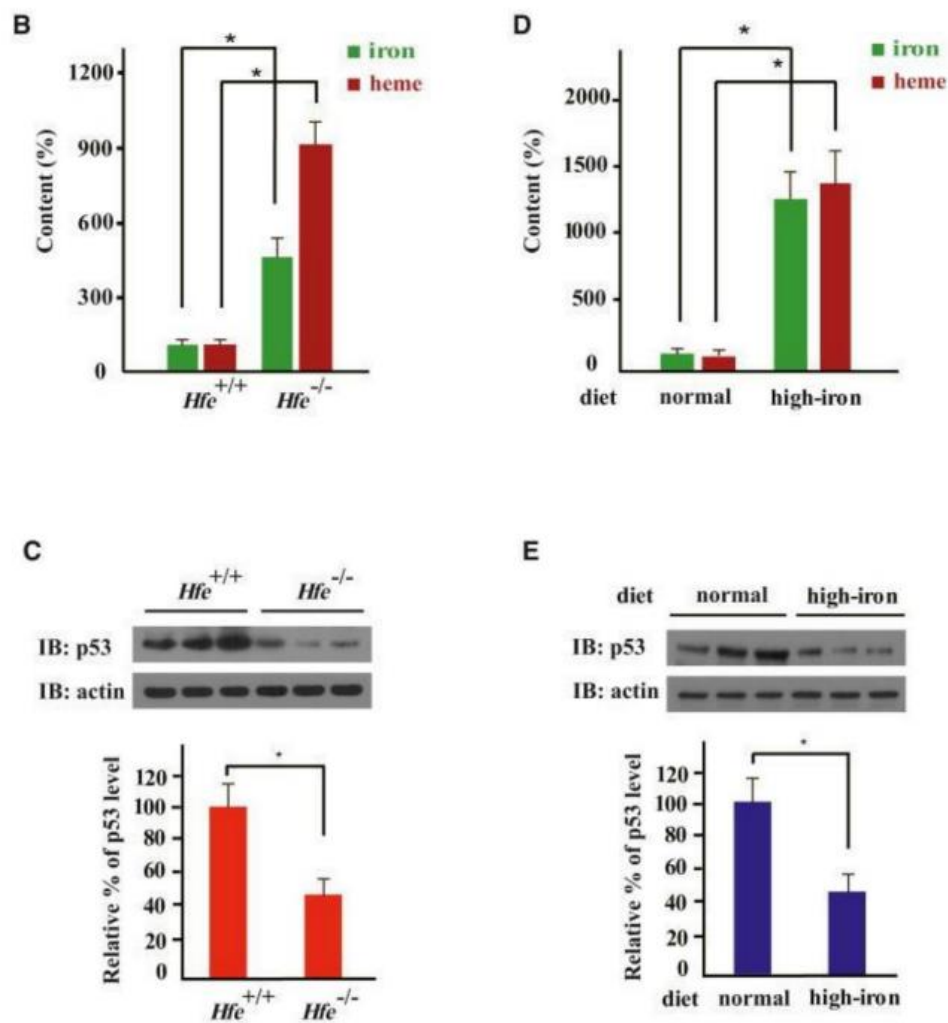 B
*
*
iron
heme
Content (%)
1200
900
600
300
0
Hfe+/+ Hfe-/-
D
*
*
iron
heme
Content (%)
2000
1500
1000
500
0
diet normal high-iron
C
Hfe+/+ Hfe-/-
IB: p53
IB: actin
Relative % of p53 level
*
120
100
80
60
40
20
0
Hfe+/+ Hfe-/-
E
diet normal high-iron
IB: p53
IB: actin
Relative % of p53 level
*
120
100
80
60
40
20
0
diet normal high-iron